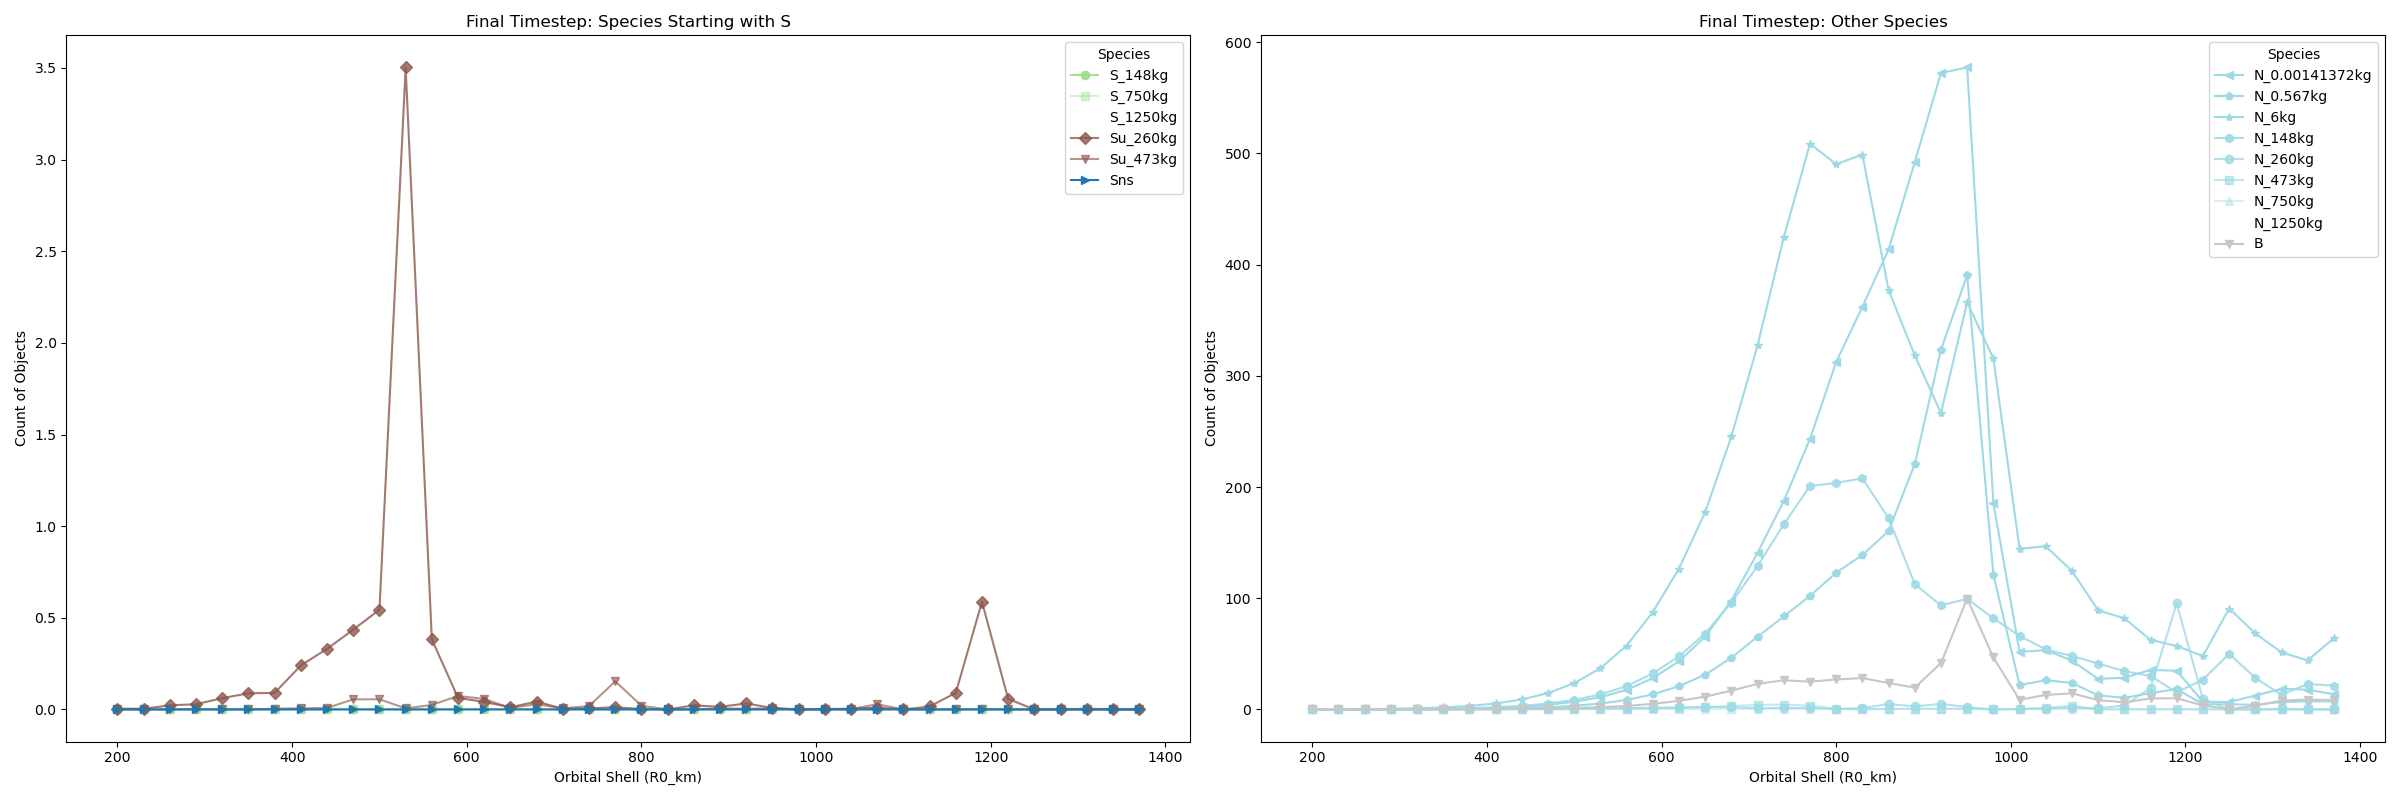 Final Timestep: Species Starting with S
Count of Objects
3.5
3.0
2.5
2.0
1.5
1.0
0.5
0.0
200 400 600 800 1000 1200 1400
Orbital Shell (R0_km)
Species
S_148kg
S_750kg
S_1250kg
Su_260kg
Su_473kg
Sns
Final Timestep: Other Species
Count of Objects
600
500
400
300
200
100
0
200 400 600 800 1000 1200 1400
Orbital Shell (R0_km)
Species
N_0.00141372kg
N_0.567kg
N_6kg
N_148kg
N_260kg
N_473kg
N_750kg
N_1250kg
B